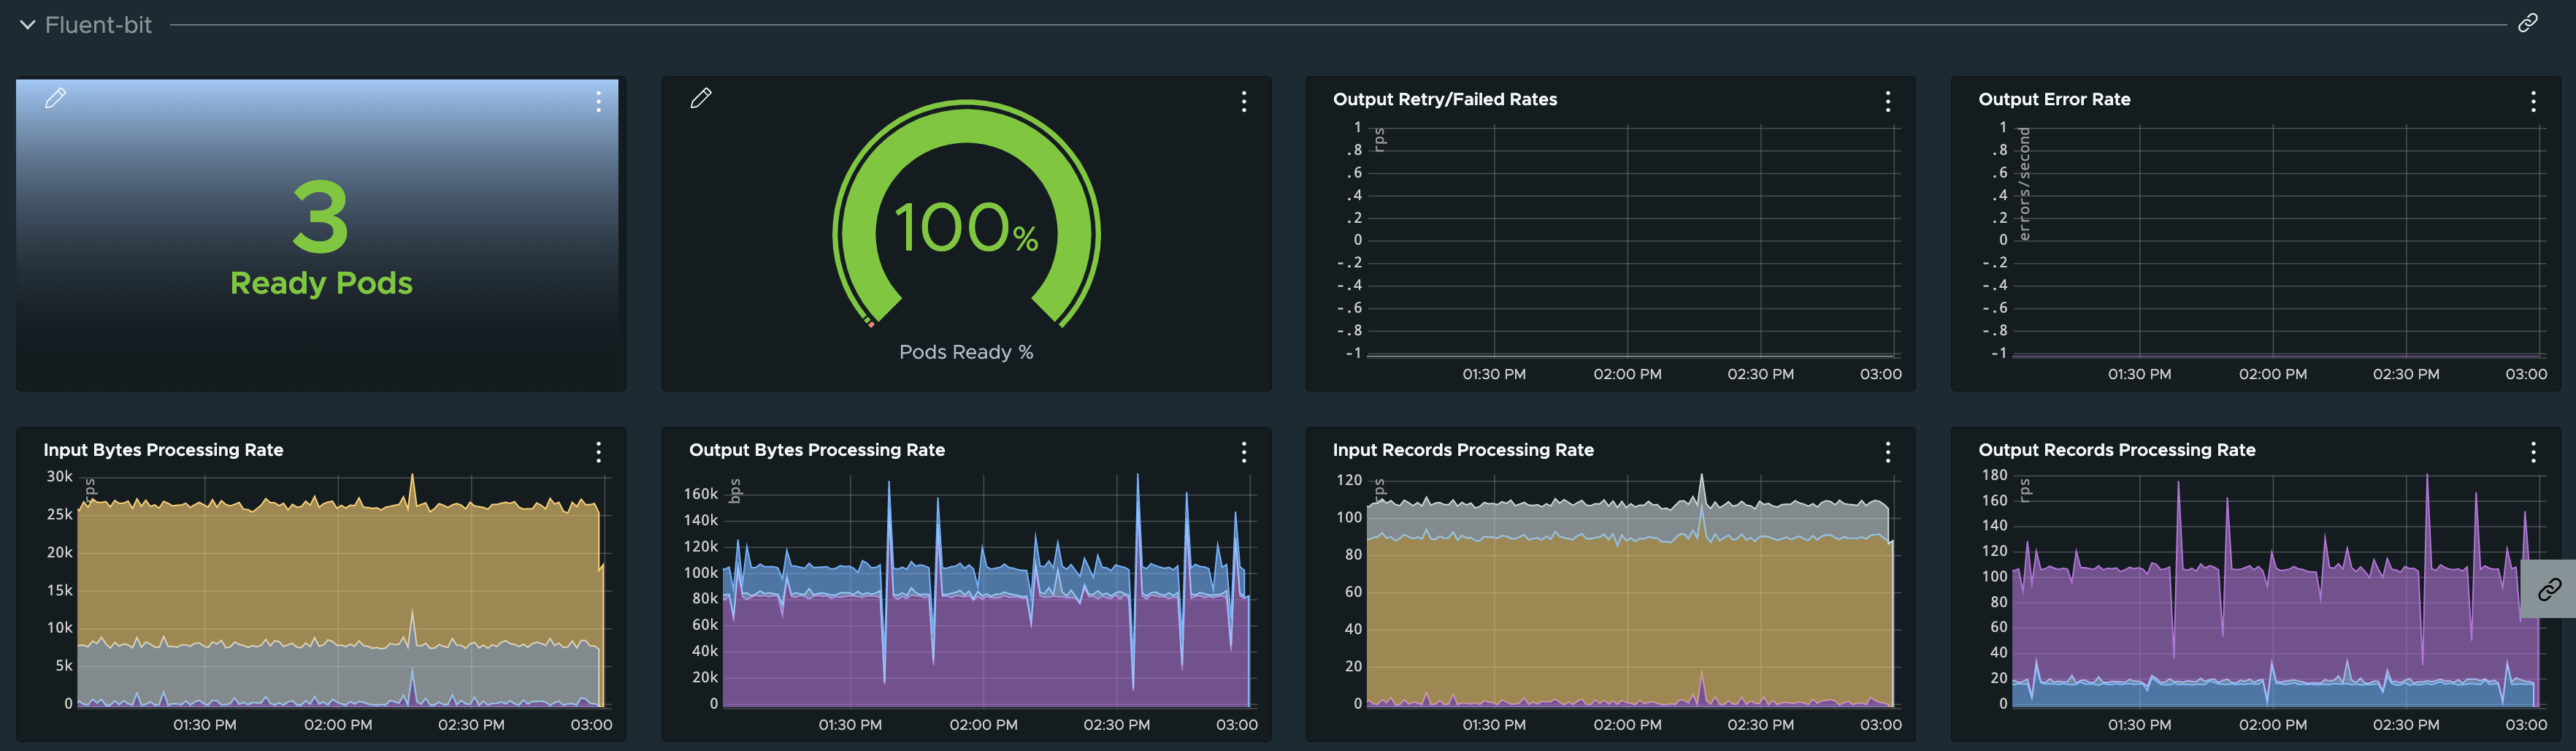 Fluent-bit
3
Ready Pods
100%
Pods Ready %
Output Retry/Failed Rates
rps
1
.8
.6
.4
.2
0
-.2
-.4
-.6
-.8
-1
01:30 PM 02:00 PM 02:30 PM 03:00
Output Error Rate
errors/second
1
.8
.6
.4
.2
0
-.2
-.4
-.6
-.8
-1
01:30 PM 02:00 PM 02:30 PM 03:00
Input Bytes Processing Rate
rps
30k
25k
20k
15k
10k
5k
0
01:30 PM 02:00 PM 02:30 PM 03:00
Output Bytes Processing Rate
bps
160k
140k
120k
100k
80k
60k
40k
20k
0
01:30 PM 02:00 PM 02:30 PM 03:00
Input Records Processing Rate
rps
120
100
80
60
40
20
0
01:30 PM 02:00 PM 02:30 PM 03:00
Output Records Processing Rate
rps
180
160
140
120
100
80
60
40
20
0
01:30 PM 02:00 PM 02:30 PM 03:00